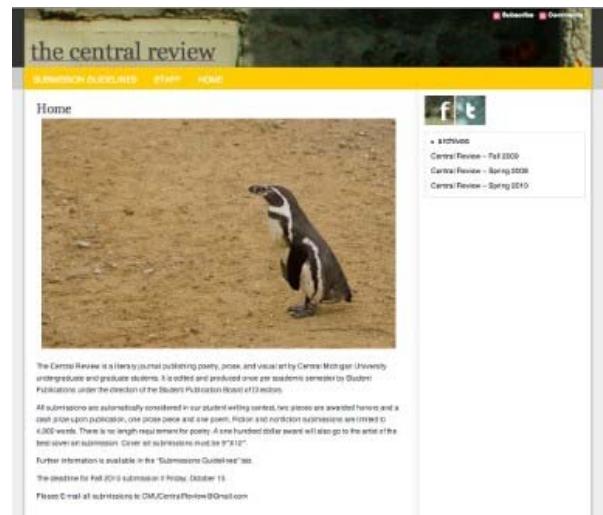 Subscribe Comments
the central review
SUBMISSION GUIDELINES STAFF HOME
Home
f t
archives
Central Review – Fall 2009
Central Review – Spring 2009
Central Review – Spring 2010
The Central Review is a literary journal publishing poetry, prose, and visual art by Central Michigan University
undergraduate and graduate students. It is edited and produced once per academic semester by Student
Publications under the direction of the Student Publication Board of Directors.
All submissions are automatically considered in our student writing contest, two pieces are awarded honors and a
cash prize upon publication, one prose piece and one poem. Fiction and nonfiction submissions are limited to
4,000 words. There is no length requirement for poetry. A one hundred dollar award will also go to the artist of the
best cover art submission. Cover art submissions must be 9"X12".
Further information is available in the "Submissions Guidelines" tab.
The deadline for Fall 2010 submission if Friday, October 15.
Please E-mail all submissions to CMUCentralReview@Gmail.com